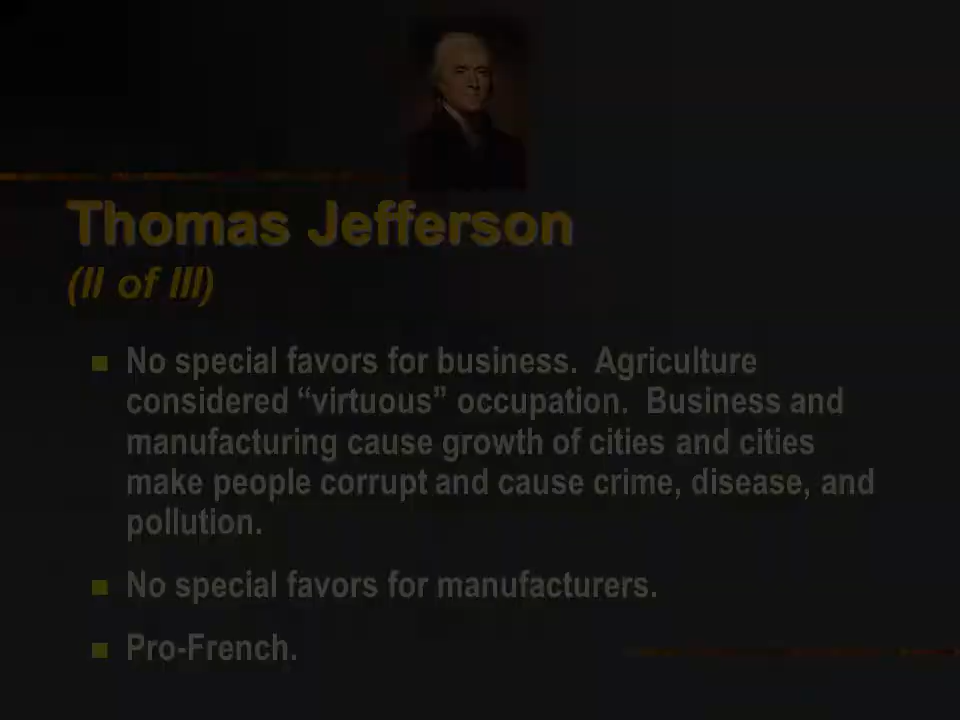 Thomas Jefferson
(II of III)
No special favors for business.  Agriculture
considered “virtuous” occupation.  Business and
manufacturing cause growth of cities and cities
make people corrupt and cause crime, disease, and
pollution.
No special favors for manufacturers.
Pro-French.